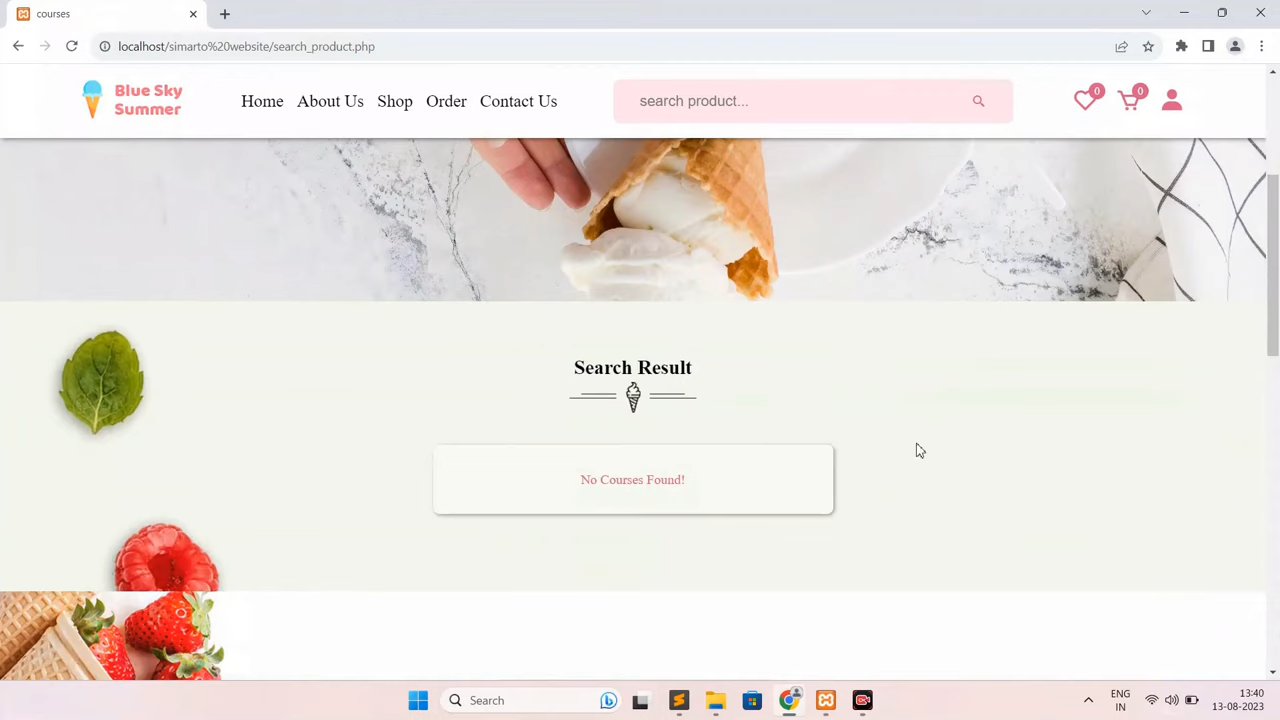 courses
localhost/simarto%20website/search_product.php
Blue Sky
Summer
Home About Us Shop Order Contact Us
search product...
0
0
Search Result
No Courses Found!
Search
ENG
IN
13:40
13-08-2023